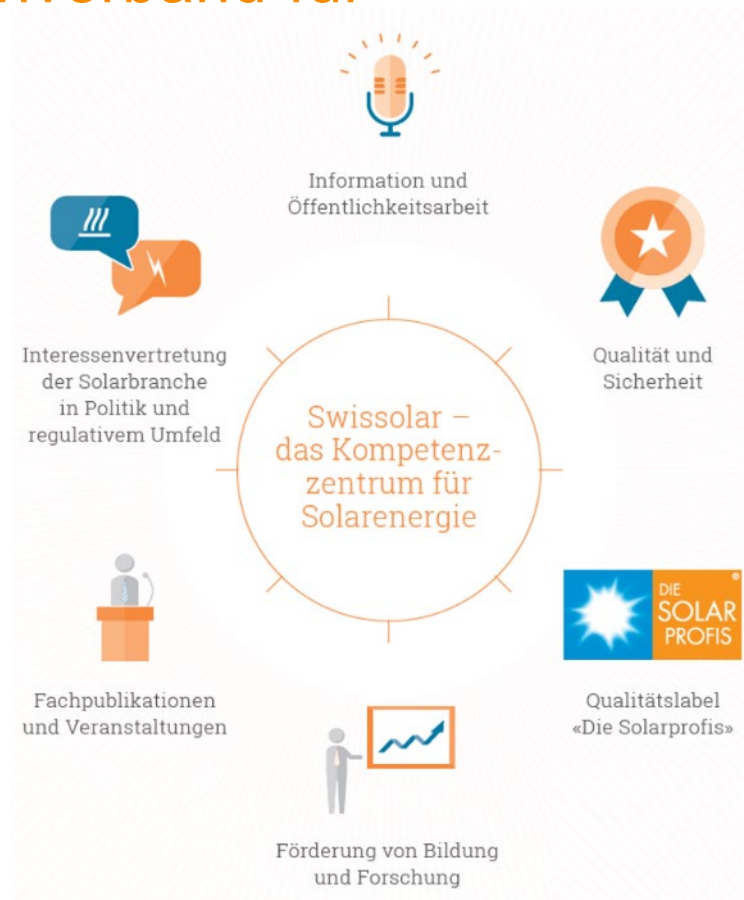 Information und
Öffentlichkeitsarbeit
Qualität und
Sicherheit
Interessenvertretung
der Solarbranche
in Politik und
regulativem Umfeld
Swissolar –
das Kompetenz-
zentrum für
Solarenergie
DIE
SOLAR
PROFIS
®
Fachpublikationen
und Veranstaltungen
Qualitätslabel
«Die Solarprofis»
Förderung von Bildung
und Forschung